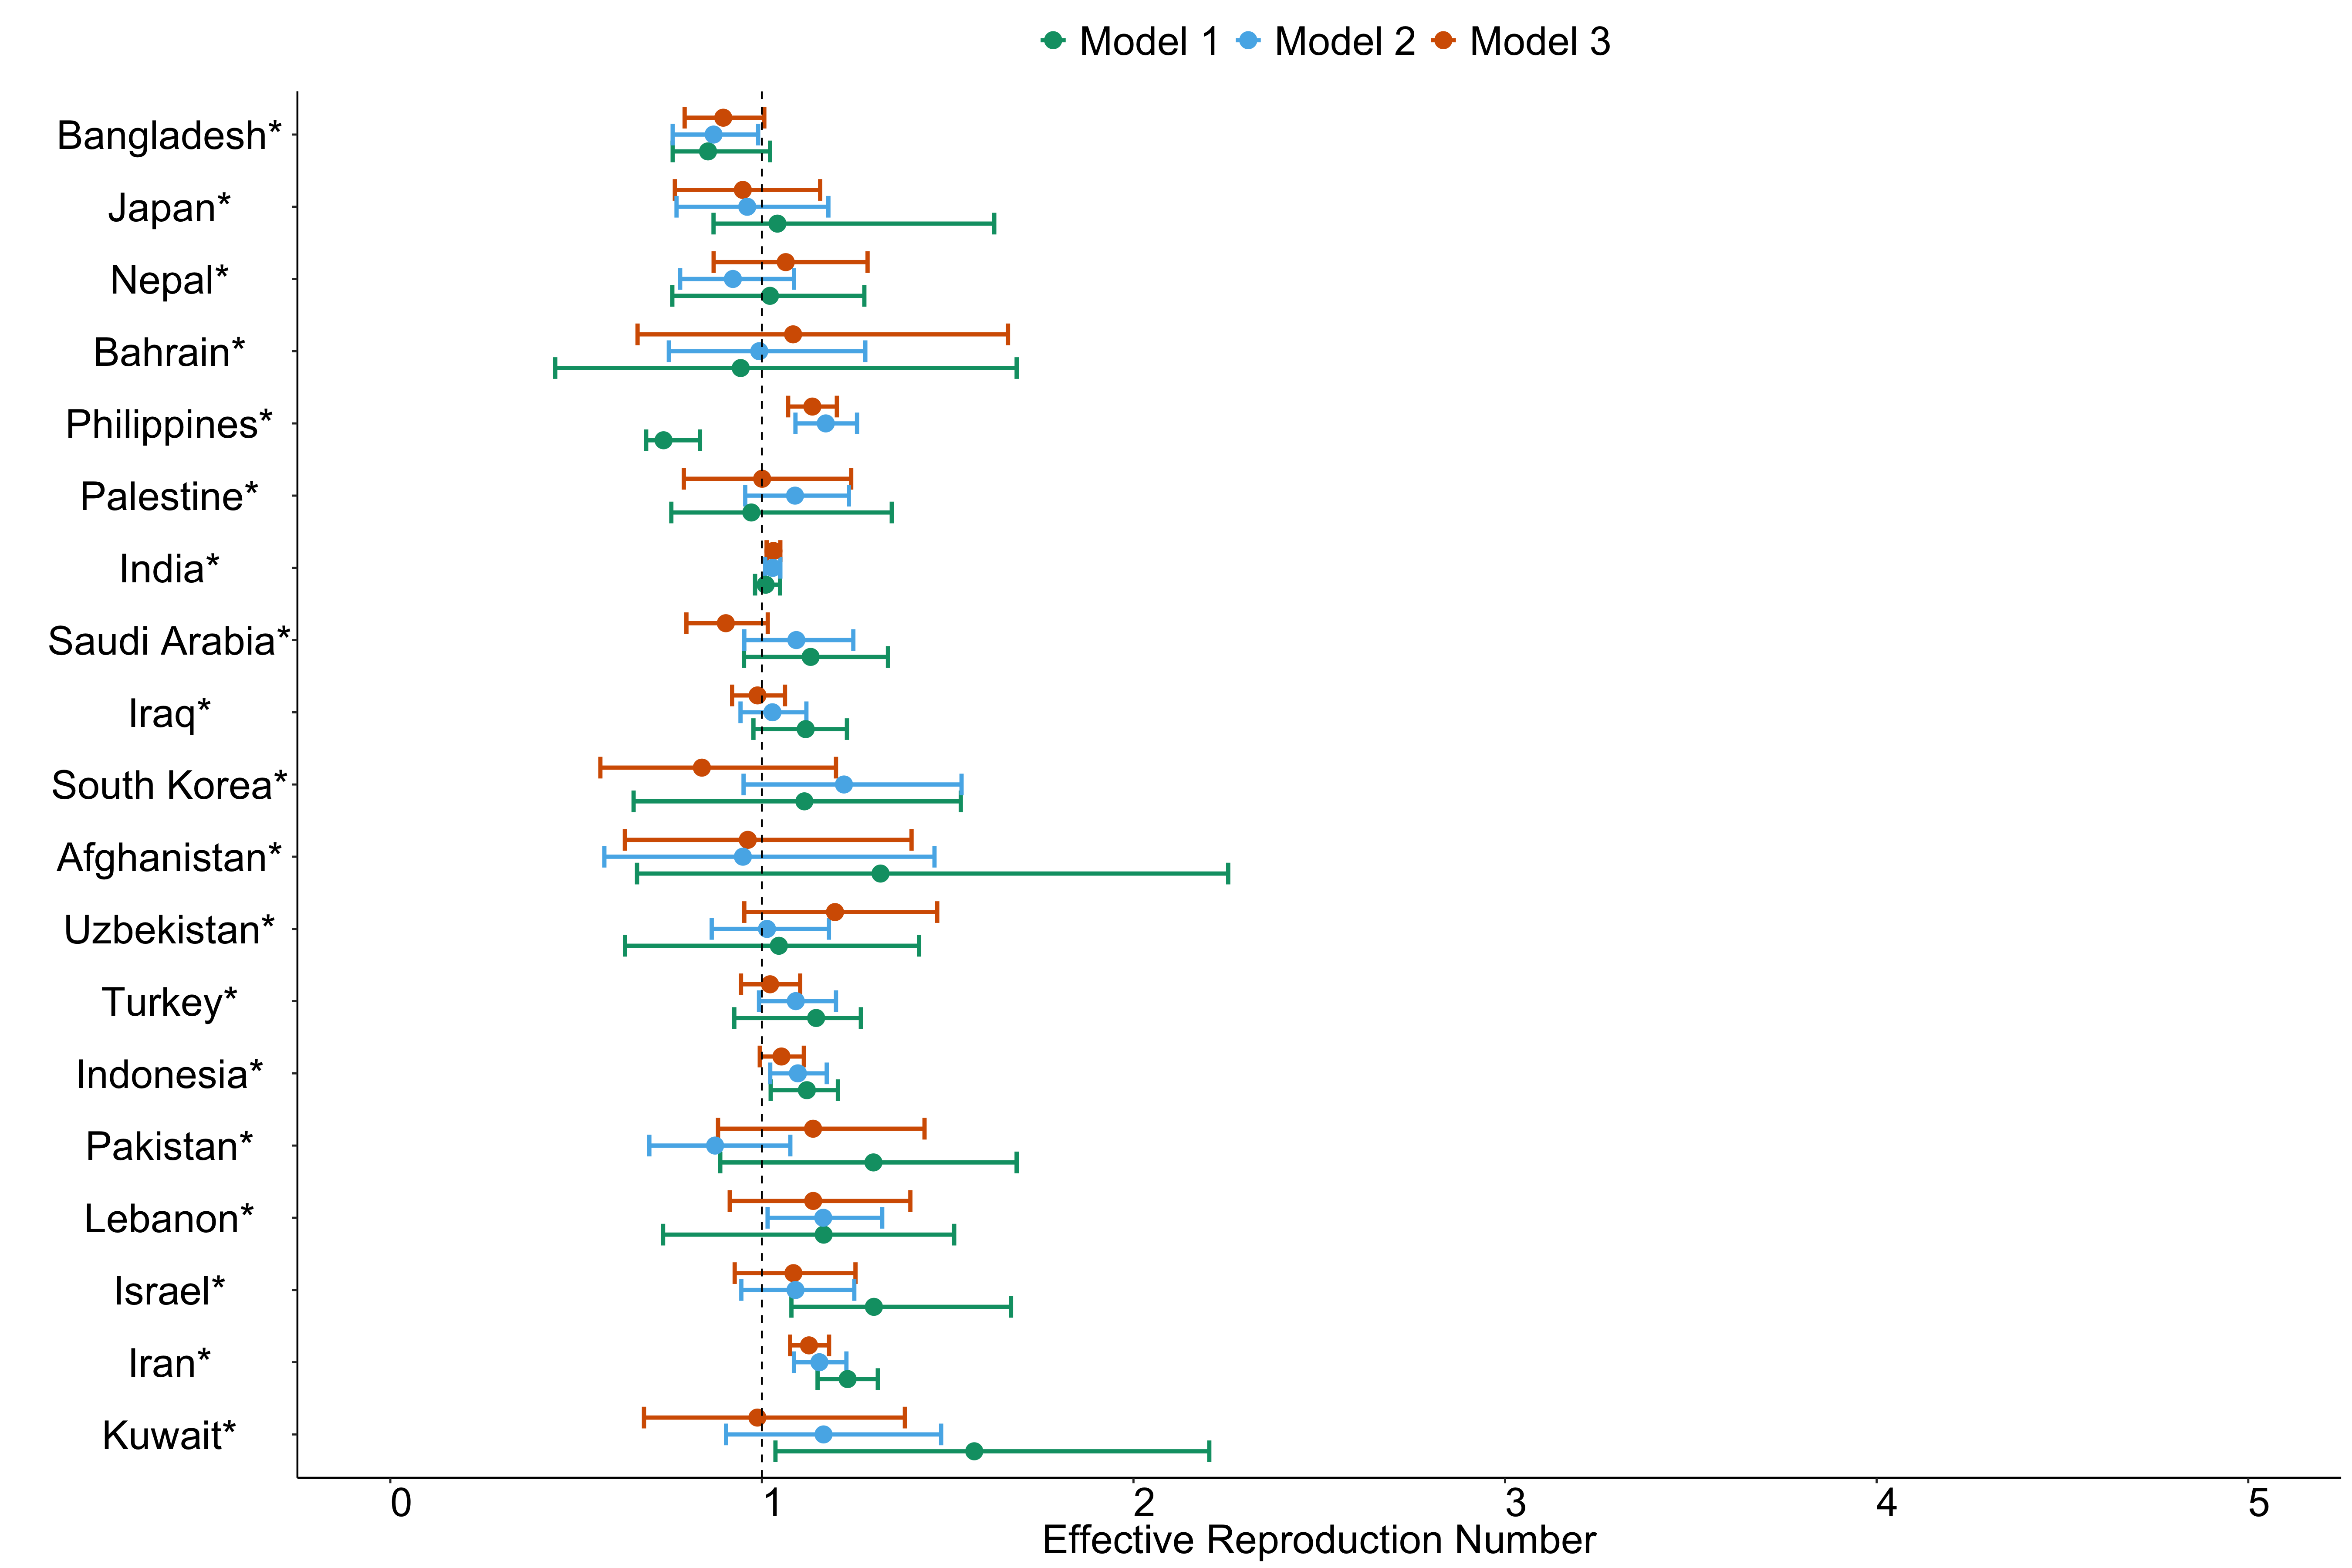 Model 1 Model 2 Model 3
Bangladesh*
Japan*
Nepal*
Bahrain*
Philippines*
Palestine*
India*
Saudi Arabia*
Iraq*
South Korea*
Afghanistan*
Uzbekistan*
Turkey*
Indonesia*
Pakistan*
Lebanon*
Israel*
Iran*
Kuwait*
0 1 2 3 4 5
Effective Reproduction Number